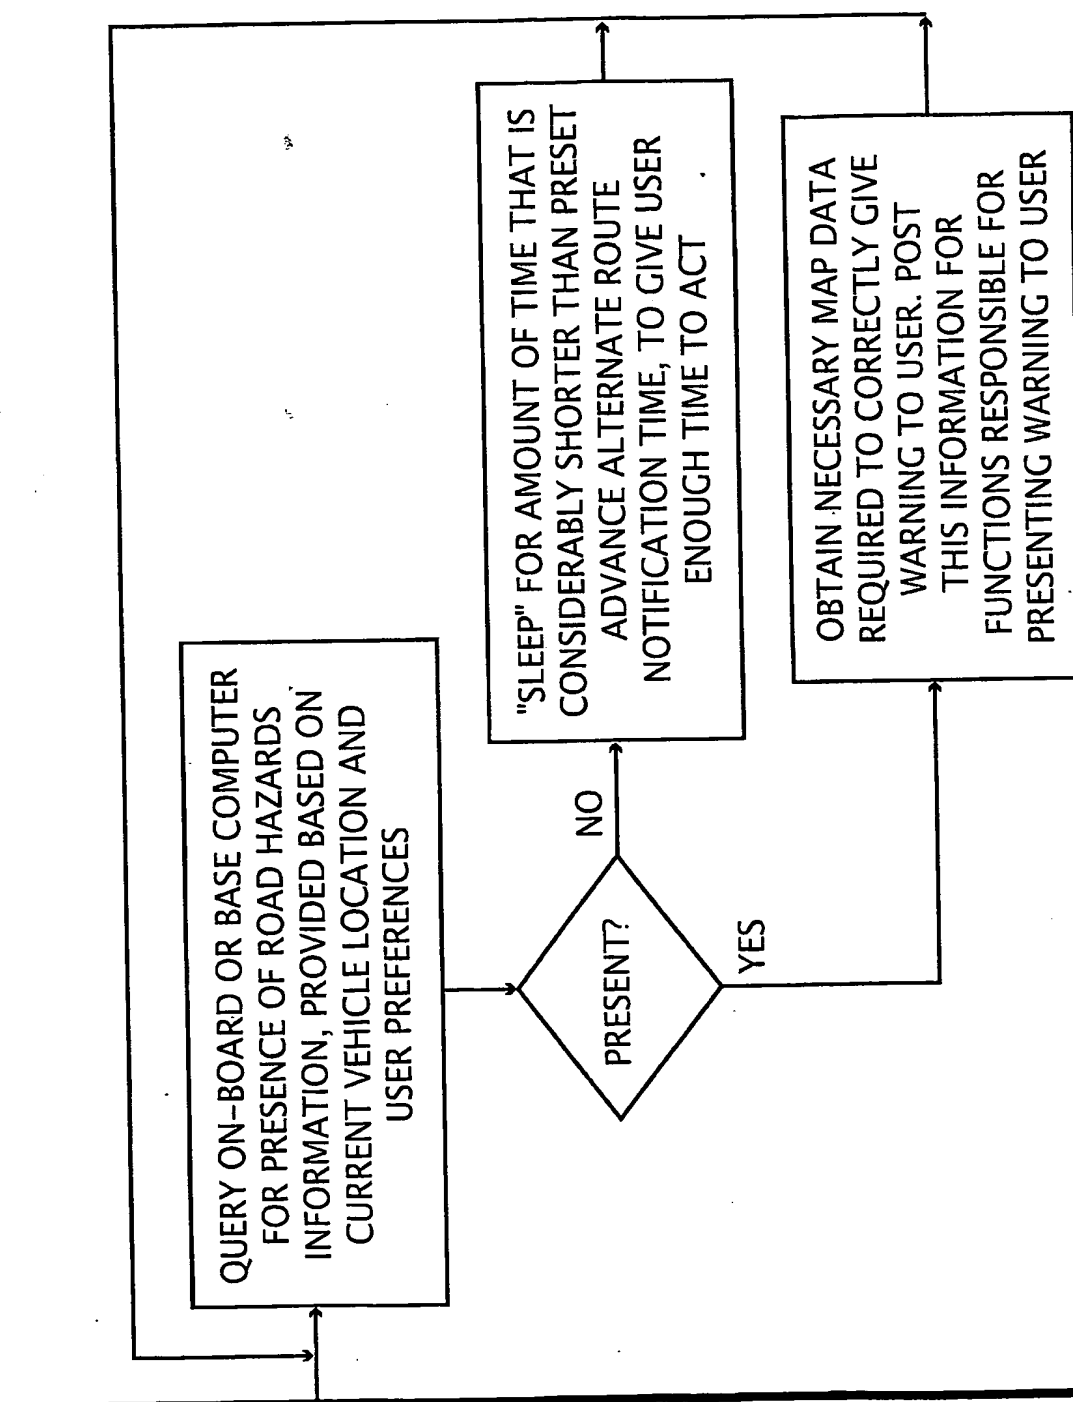 QUERY ON-BOARD OR BASE COMPUTER
FOR PRESENCE OF ROAD HAZARDS
INFORMATION, PROVIDED BASED ON
CURRENT VEHICLE LOCATION AND
USER PREFERENCES
PRESENT?
NO
"SLEEP" FOR AMOUNT OF TIME THAT IS
CONSIDERABLY SHORTER THAN PRESET
ADVANCE ALTERNATE ROUTE
NOTIFICATION TIME, TO GIVE USER
ENOUGH TIME TO ACT
YES
OBTAIN NECESSARY MAP DATA
REQUIRED TO CORRECTLY GIVE
WARNING TO USER. POST
THIS INFORMATION FOR
FUNCTIONS RESPONSIBLE FOR
PRESENTING WARNING TO USER